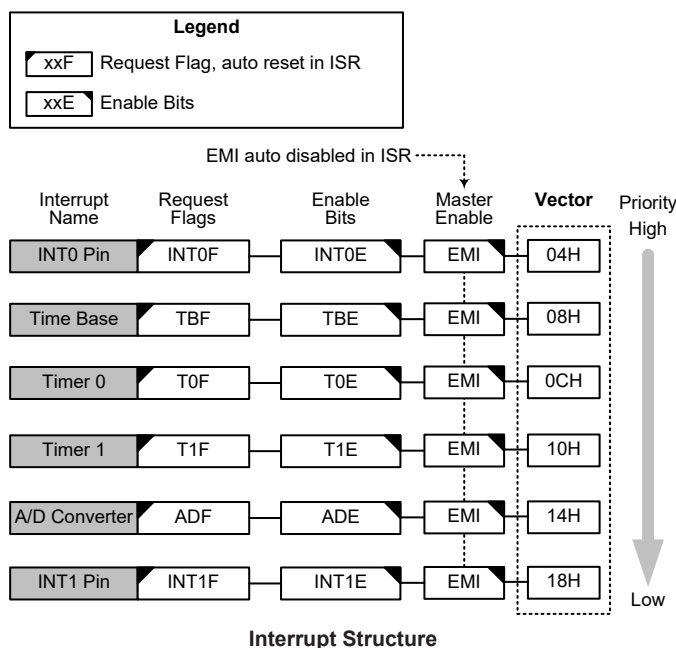 Legend
xxF Request Flag, auto reset in ISR
xxE Enable Bits
EMI auto disabled in ISR
Interrupt Name Request Flags Enable Bits Master Enable Vector Priority
High
INT0 Pin INT0F INT0E EMI 04H
Time Base TBF TBE EMI 08H
Timer 0 T0F T0E EMI 0CH
Timer 1 T1F T1E EMI 10H
A/D Converter ADF ADE EMI 14H
INT1 Pin INT1F INT1E EMI 18H
Low
Interrupt Structure